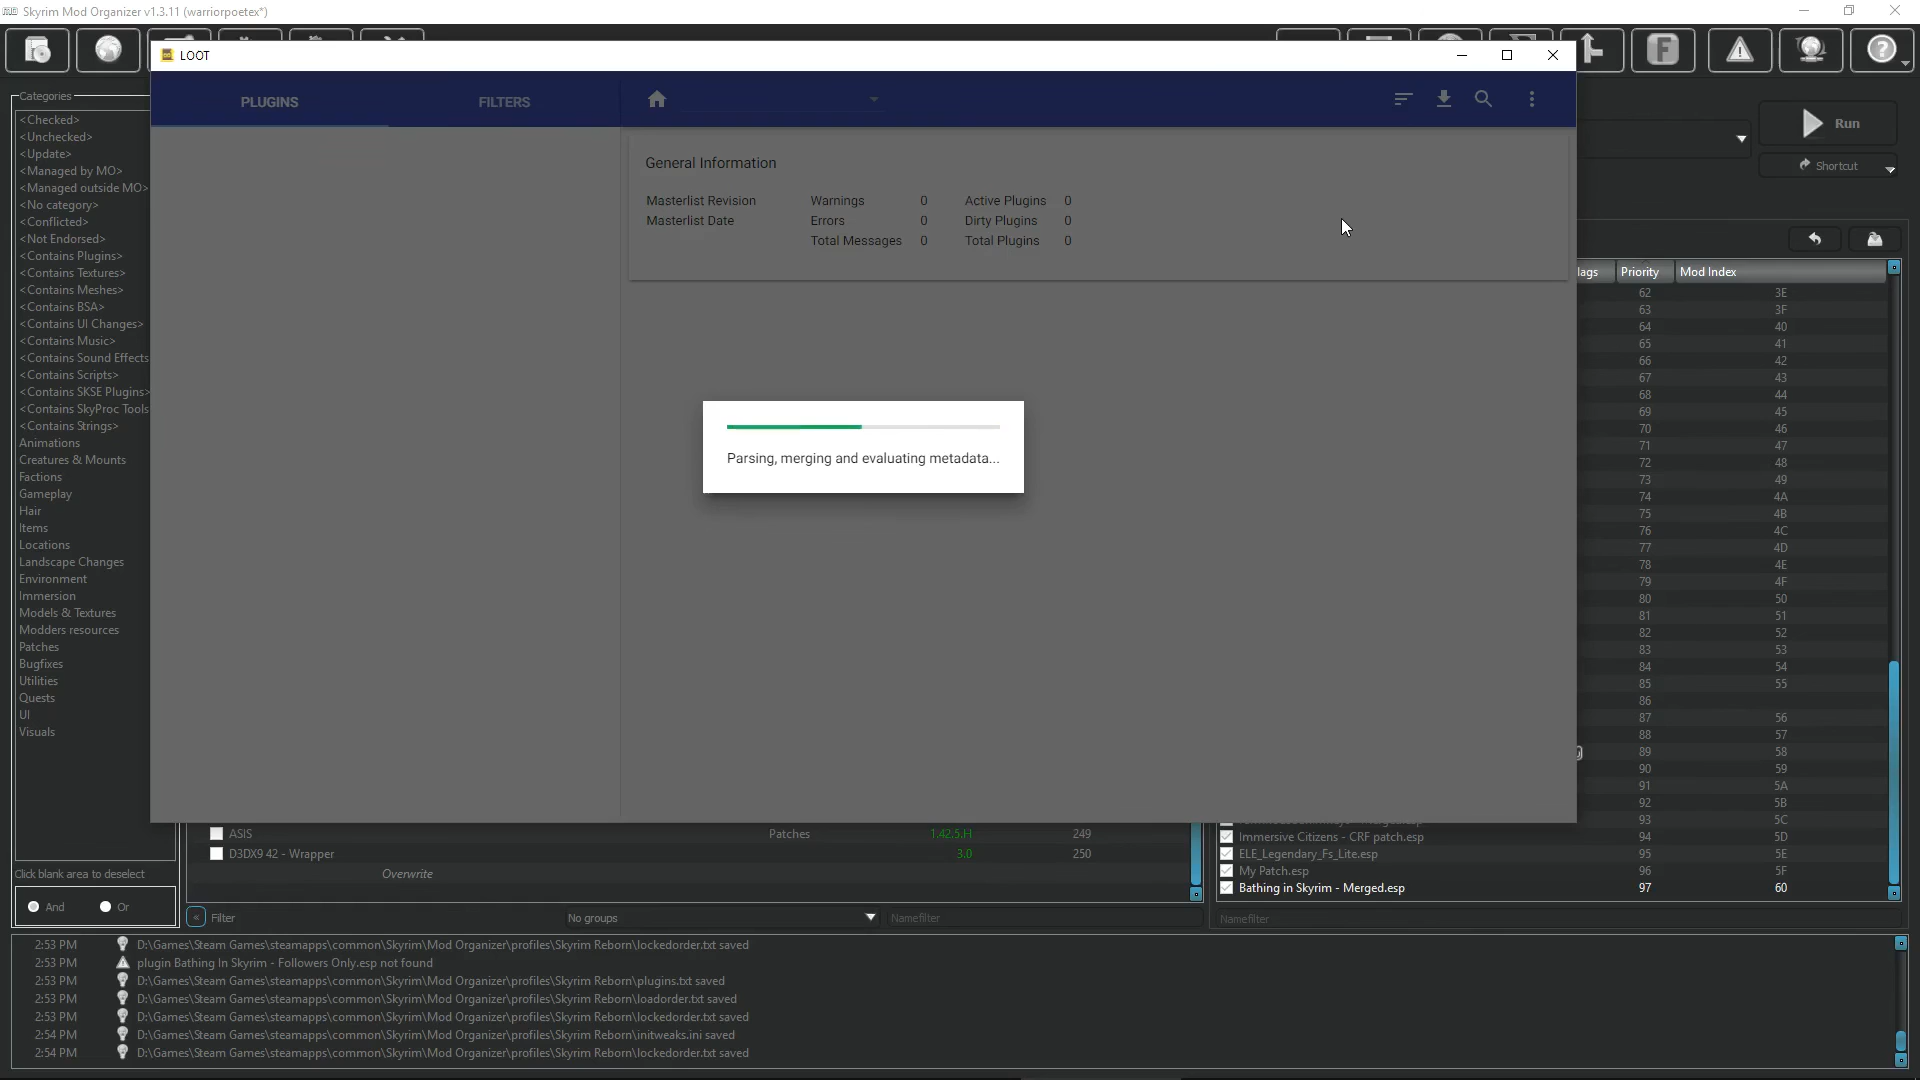 Skyrim Mod Organizer v1.3.11 (warriorpoetex*)
LOOT
PLUGINS
FILTERS
General Information
Masterlist Revision
Masterlist Date
Warnings 0
Errors 0
Total Messages 0
Active Plugins 0
Dirty Plugins 0
Total Plugins 0
Parsing, merging and evaluating metadata...
Categories
<Checked>
<Unchecked>
<Update>
<Managed by MO>
<Managed outside MO>
<No category>
<Conflicted>
<Not Endorsed>
<Contains Plugins>
<Contains Textures>
<Contains Meshes>
<Contains BSA>
<Contains UI Changes>
<Contains Music>
<Contains Sound Effects
<Contains Scripts>
<Contains SKSE Plugins>
<Contains SkyProc Tools
<Contains Strings>
Animations
Creatures & Mounts
Factions
Gameplay
Hair
Items
Locations
Landscape Changes
Environment
Immersion
Models & Textures
Modders resources
Patches
Bugfixes
Utilities
Quests
UI
Visuals
Click blank area to deselect
And
Or
Run
Shortcut
lags Priority Mod Index
62 3E
63 3F
64 40
65 41
66 42
67 43
68 44
69 45
70 46
71 47
72 48
73 49
74 4A
75 4B
76 4C
77 4D
78 4E
79 4F
80 50
81 51
82 52
83 53
84 54
85 55
86
87 56
88 57
89 58
90 59
91 5A
92 5B
93 5C
Immersive Citizens - CRF patch.esp 94 5D
ELE_Legendary_Fs_Lite.esp 95 5E
My Patch.esp 96 5F
Bathing in Skyrim - Merged.esp 97 60
ASIS Patches 1.42.5.H 249
D3DX9 42 - Wrapper 3.0 250
Overwrite
« Filter
No groups
Namefilter
Namefilter
2:53 PM D:\Games\Steam Games\steamapps\common\Skyrim\Mod Organizer\profiles\Skyrim Reborn\lockedorder.txt saved
2:53 PM plugin Bathing In Skyrim - Followers Only.esp not found
2:53 PM D:\Games\Steam Games\steamapps\common\Skyrim\Mod Organizer\profiles\Skyrim Reborn\plugins.txt saved
2:53 PM D:\Games\Steam Games\steamapps\common\Skyrim\Mod Organizer\profiles\Skyrim Reborn\loadorder.txt saved
2:53 PM D:\Games\Steam Games\steamapps\common\Skyrim\Mod Organizer\profiles\Skyrim Reborn\lockedorder.txt saved
2:54 PM D:\Games\Steam Games\steamapps\common\Skyrim\Mod Organizer\profiles\Skyrim Reborn\initweaks.ini saved
2:54 PM D:\Games\Steam Games\steamapps\common\Skyrim\Mod Organizer\profiles\Skyrim Reborn\lockedorder.txt saved